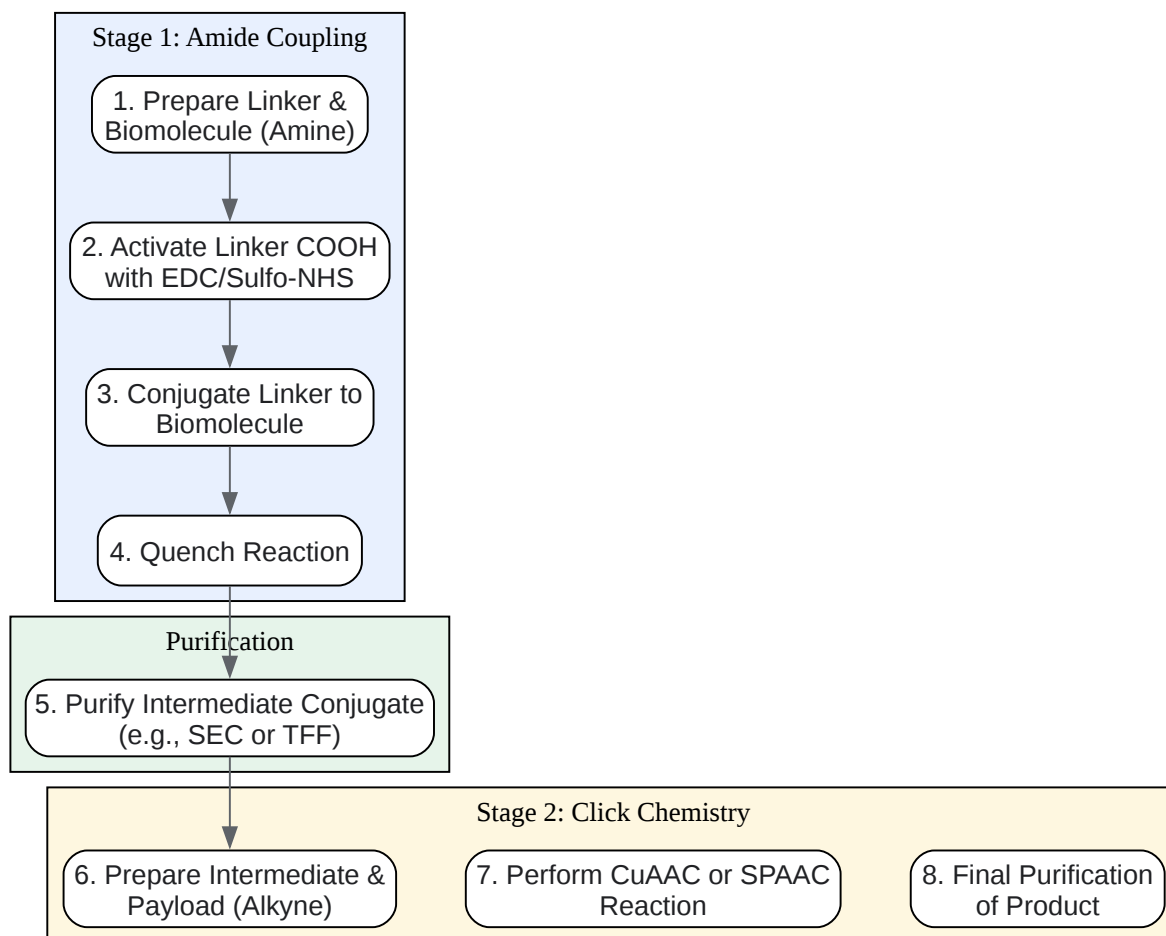 Stage 1: Amide Coupling
1. Prepare Linker &
Biomolecule (Amine)
2. Activate Linker COOH
with EDC/Sulfo-NHS
3. Conjugate Linker to
Biomolecule
4. Quench Reaction
Purification
5. Purify Intermediate Conjugate
(e.g., SEC or TFF)
Stage 2: Click Chemistry
6. Prepare Intermediate &
Payload (Alkyne)
7. Perform CuAAC or SPAAC
Reaction
8. Final Purification
of Product